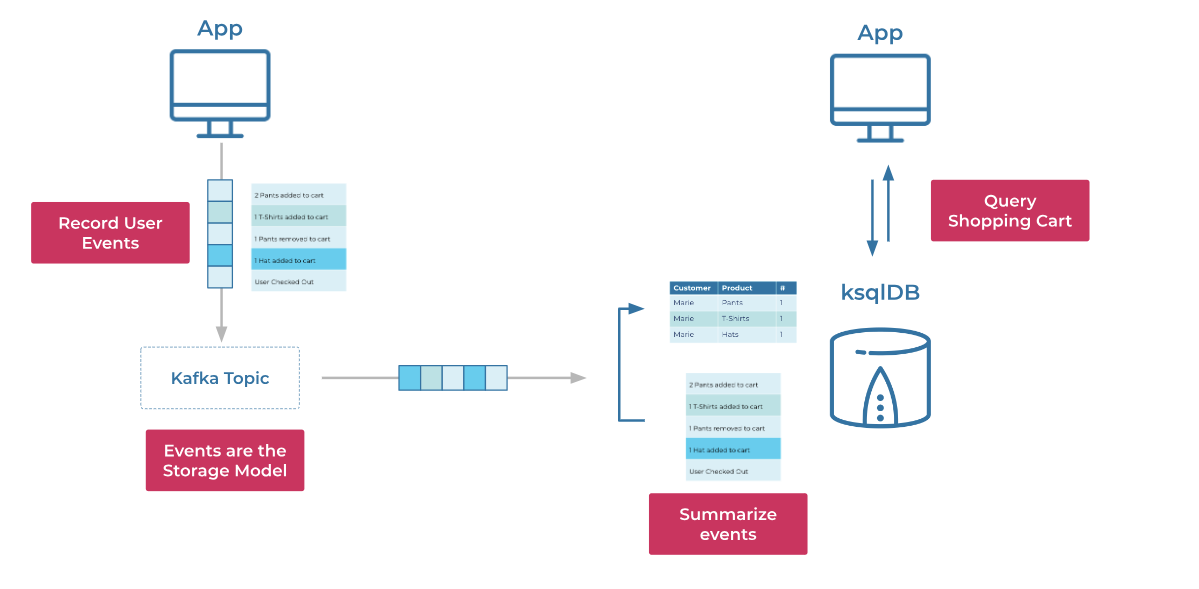 App
2 Pants added to cart
1 T-Shirts added to cart
1 Pants removed to cart
1 Hat added to cart
User Checked Out
Record User
Events
Kafka Topic
Events are the
Storage Model
App
Query
Shopping Cart
ksqlDB
Customer Product #
Marie Pants 1
Marie T-Shirts 1
Marie Hats 1
2 Pants added to cart
1 T-Shirts added to cart
1 Pants removed to cart
1 Hat added to cart
User Checked Out
Summarize
events